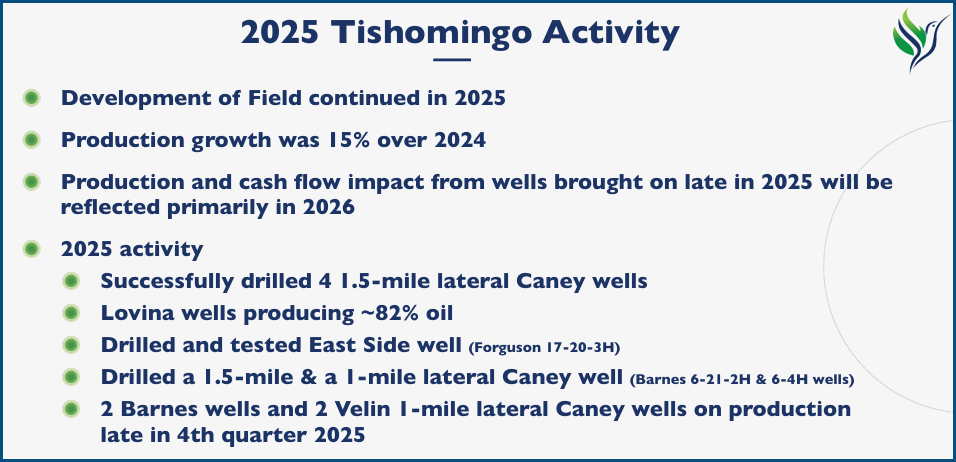 2025 Tishomingo Activity
Development of Field continued in 2025
Production growth was 15% over 2024
Production and cash flow impact from wells brought on late in 2025 will be
reflected primarily in 2026
2025 activity
Successfully drilled 4 1.5-mile lateral Caney wells
Lovina wells producing ~82% oil
Drilled and tested East Side well (Forguson 17-20-3H)
Drilled a 1.5-mile & a 1-mile lateral Caney well (Barnes 6-21-2H & 6-4H wells)
2 Barnes wells and 2 Velin 1-mile lateral Caney wells on production
late in 4th quarter 2025